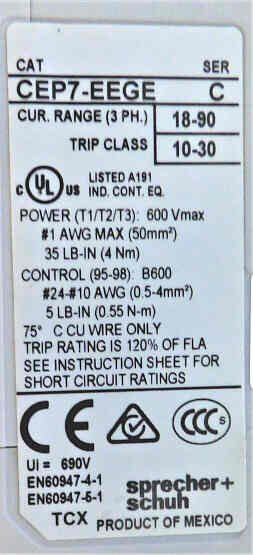 CAT SER
CEP7-EEGE C
CUR. RANGE (3 PH.) 18-90
TRIP CLASS 10-30
C UL US LISTED A191
IND. CONT. EQ.
POWER (T1/T2/T3): 600 Vmax
#1 AWG MAX (50mm²)
35 LB-IN (4 Nm)
CONTROL (95-98): B600
#24-#10 AWG (0.5-4mm²)
5 LB-IN (0.55 N-m)
75° C CU WIRE ONLY
TRIP RATING IS 120% OF FLA
SEE INSTRUCTION SHEET FOR
SHORT CIRCUIT RATINGS
CE CCC S
Ui = 690V
EN60947-4-1
EN60947-5-1
sprecher+
schuh
TCX PRODUCT OF MEXICO